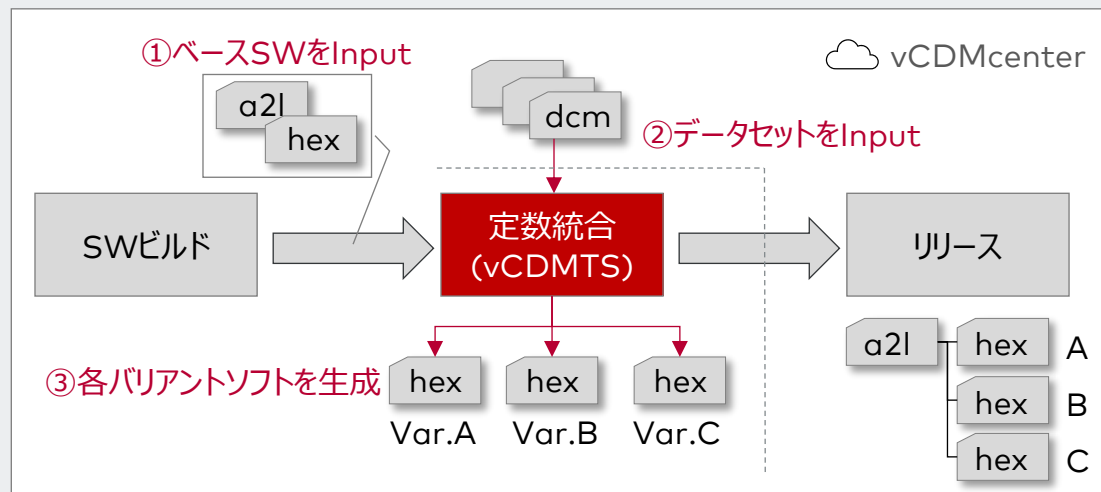 ①ベースSWをInput
vCDMcenter
a2l
hex
dcm
②データセットをInput
SWビルド
定数統合
(vCDMTS)
リリース
③各バリアントソフトを生成
hex
hex
hex
Var.A
Var.B
Var.C
a2l
hex
A
hex
B
hex
C